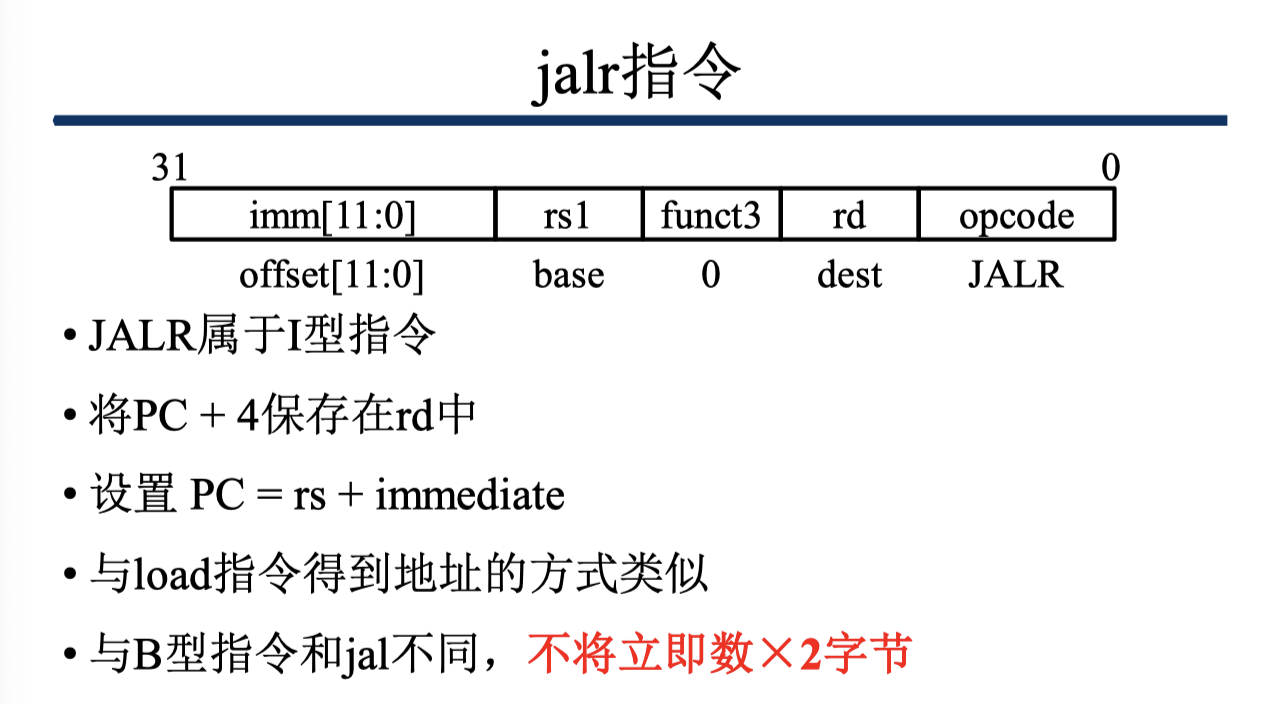 jalr指令
31 0
imm[11:0] rs1 funct3 rd opcode
offset[11:0] base 0 dest JALR
• JALR属于I型指令
• 将PC + 4保存在rd中
• 设置 PC = rs + immediate
• 与load指令得到地址的方式类似
• 与B型指令和jal不同，不将立即数×2字节